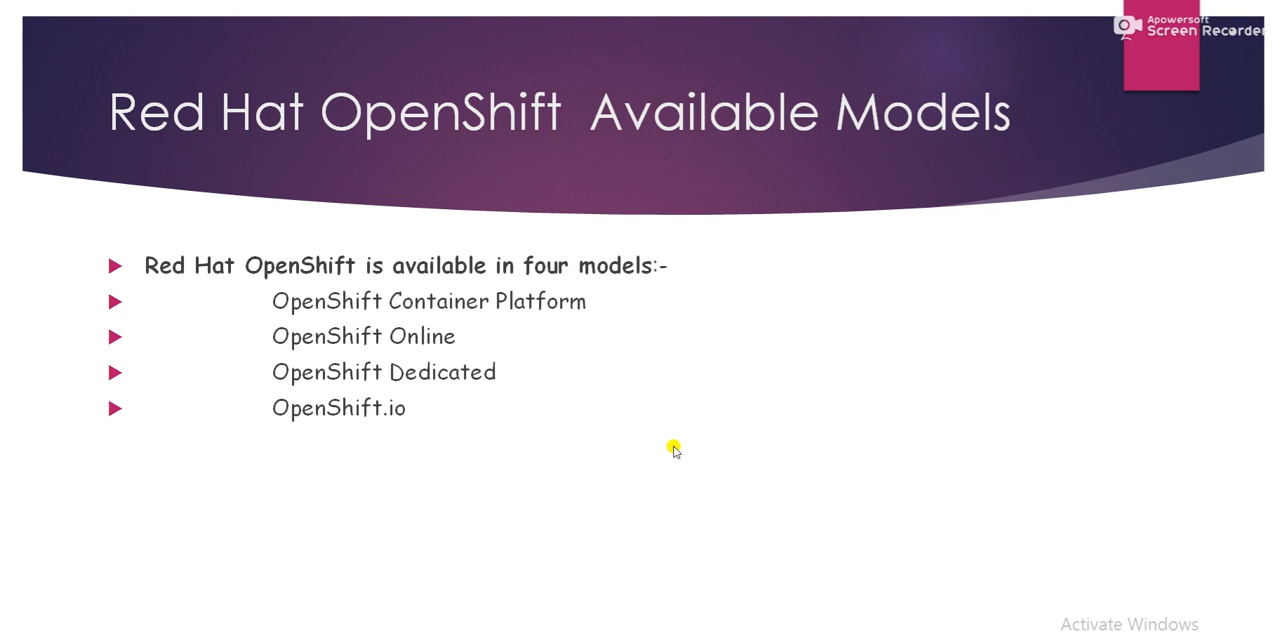 Apowersoft
Screen Recorder
Red Hat OpenShift Available Models
Red Hat OpenShift is available in four models:-
OpenShift Container Platform
OpenShift Online
OpenShift Dedicated
OpenShift.io
Activate Windows